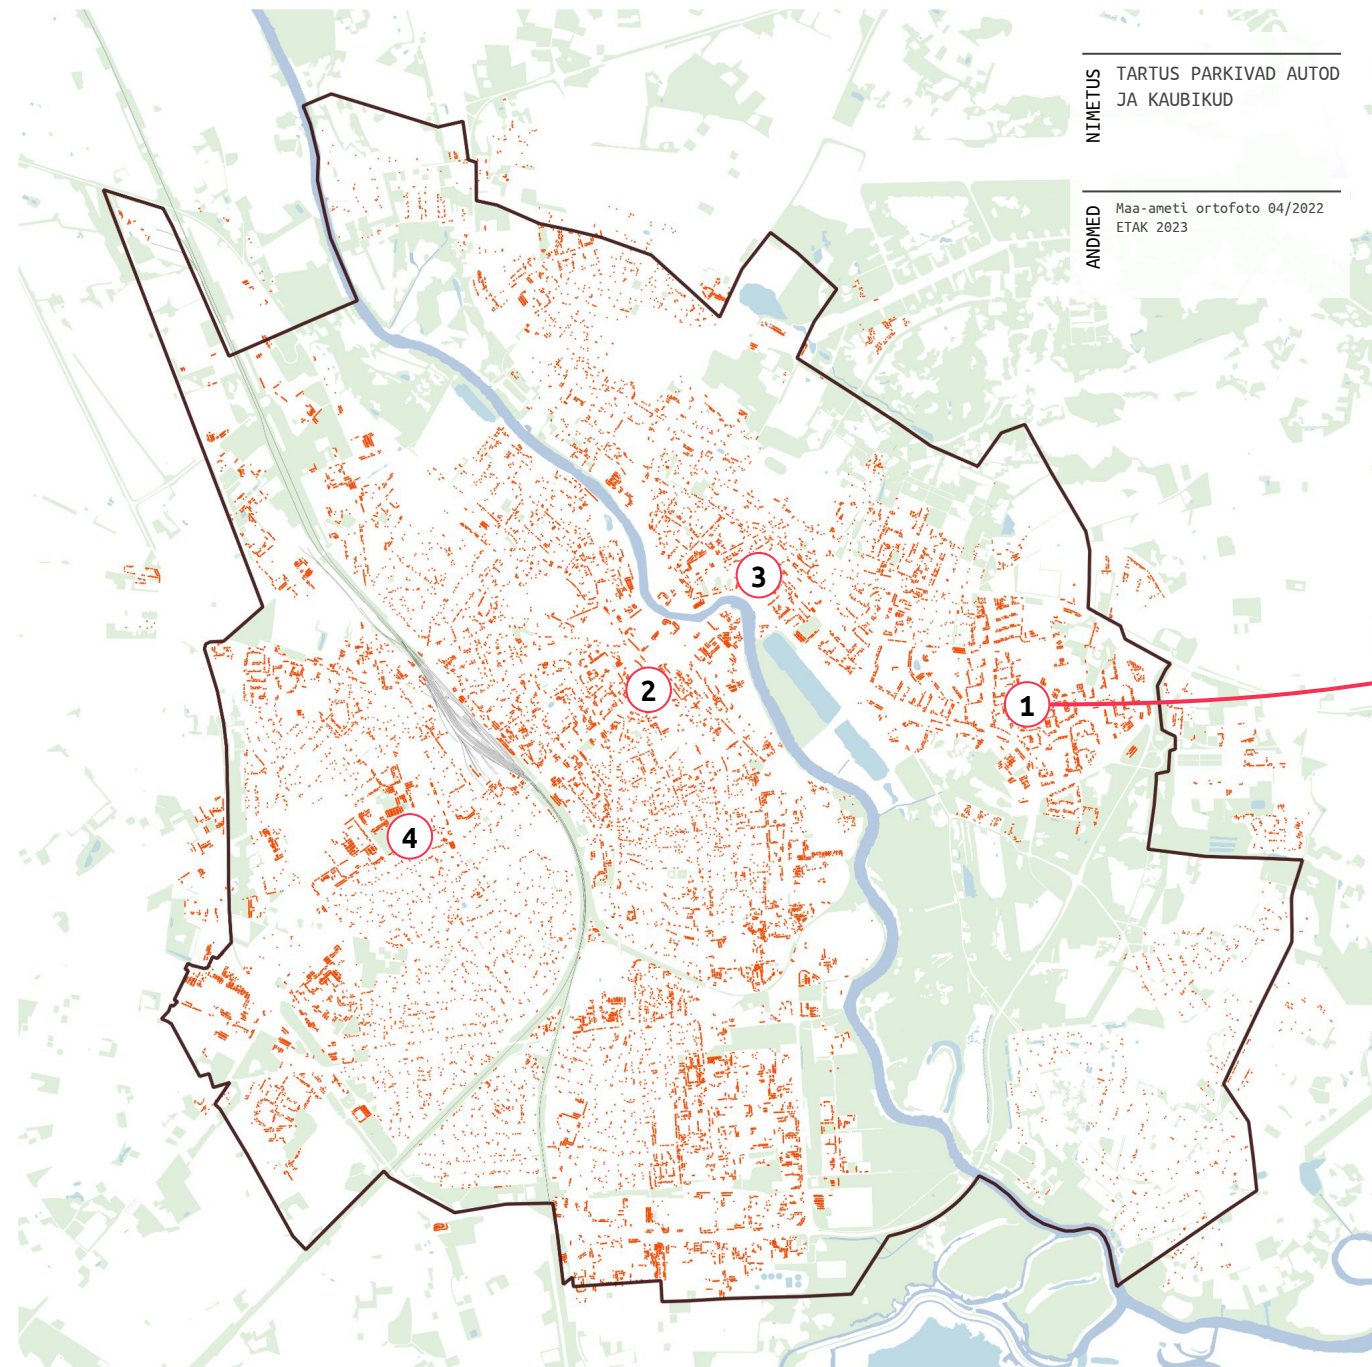 NIMETUS
TARTUS PARKIVAD AUTOD
JA KAUBIKUD
ANDMED
Maa-ameti ortofoto 04/2022
ETAK 2023
3
2
1
4